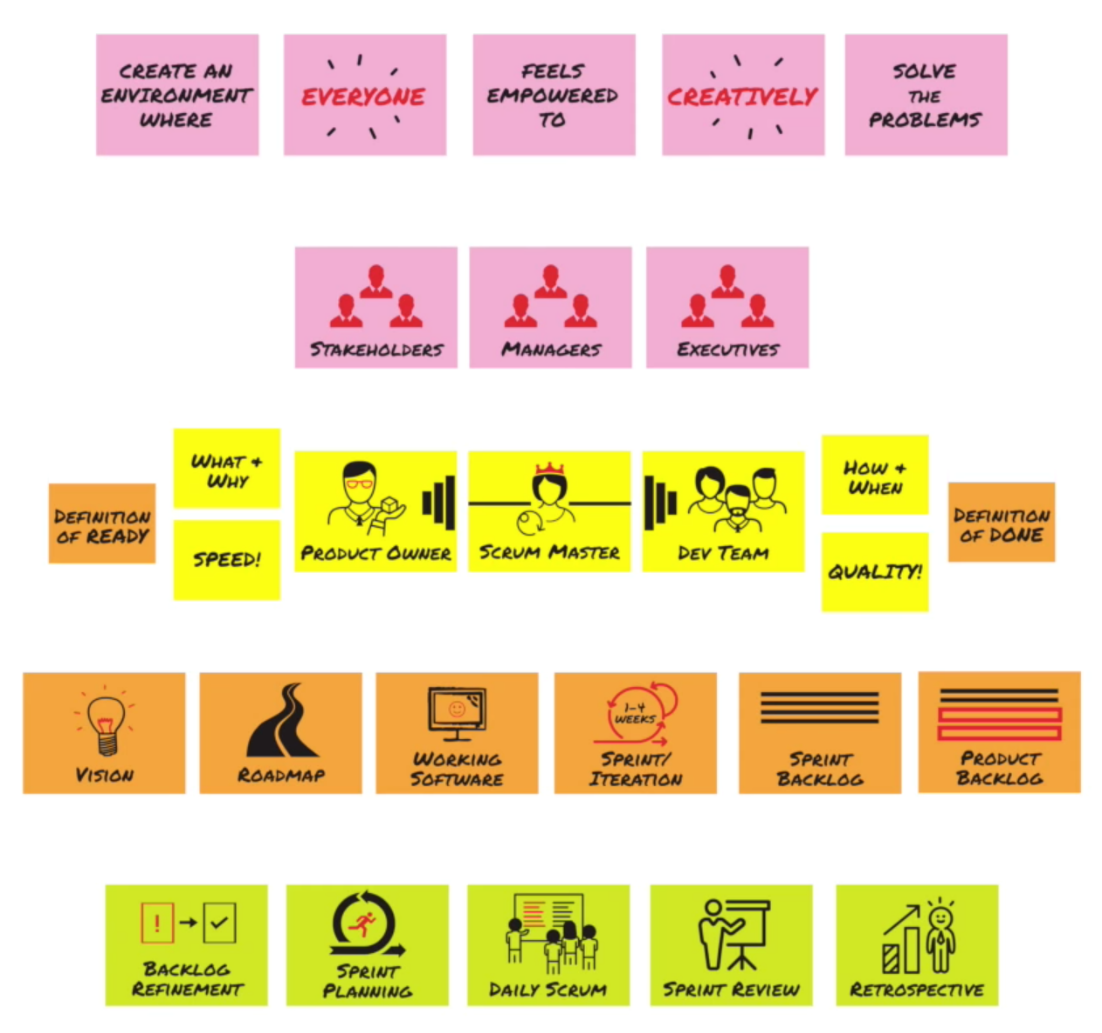 CREATE AN
ENVIRONMENT
WHERE
EVERYONE
FEELS
EMPOWERED
TO
CREATIVELY
SOLVE
THE
PROBLEMS
STAKEHOLDERS
MANAGERS
EXECUTIVES
DEFINITION
OF READY
WHAT +
WHY
SPEED!
PRODUCT OWNER
SCRUM MASTER
DEV TEAM
HOW +
WHEN
QUALITY!
DEFINITION
OF DONE
VISION
ROADMAP
WORKING
SOFTWARE
1-4
WEEKS
SPRINT/
ITERATION
SPRINT
BACKLOG
PRODUCT
BACKLOG
!
BACKLOG
REFINEMENT
SPRINT
PLANNING
DAILY SCRUM
SPRINT REVIEW
RETROSPECTIVE